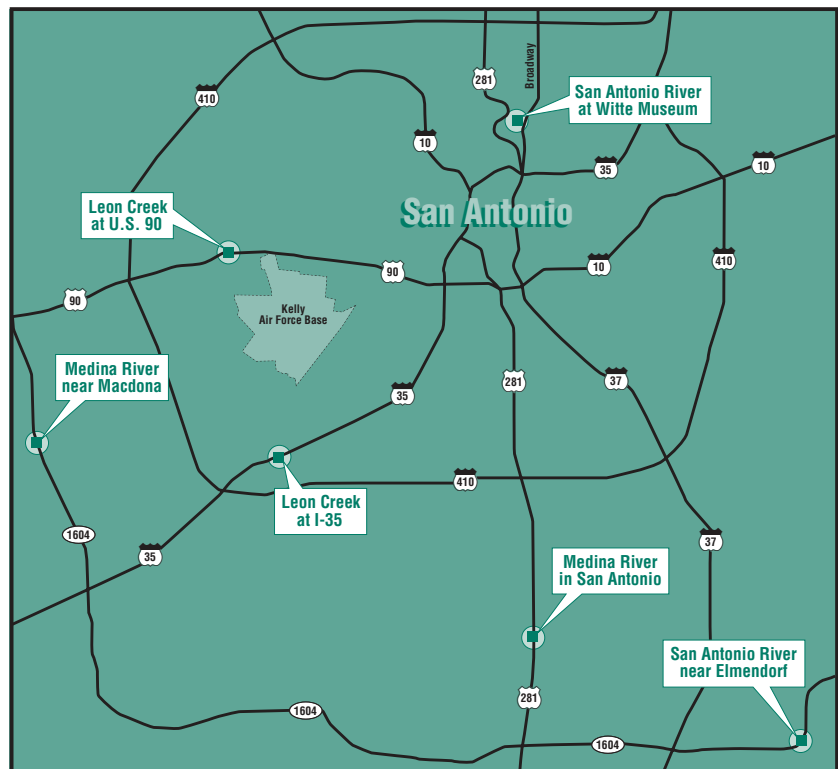 281
Broadway
410
San Antonio River
at Witte Museum
10
35
10
Leon Creek
at U.S. 90
San Antonio
410
90
10
90
Kelly
Air Force Base
Medina River
near Macdona
281
37
35
410
Leon Creek
at I-35
1604
35
37
Medina River
in San Antonio
San Antonio River
near Elmendorf
281
1604
1604